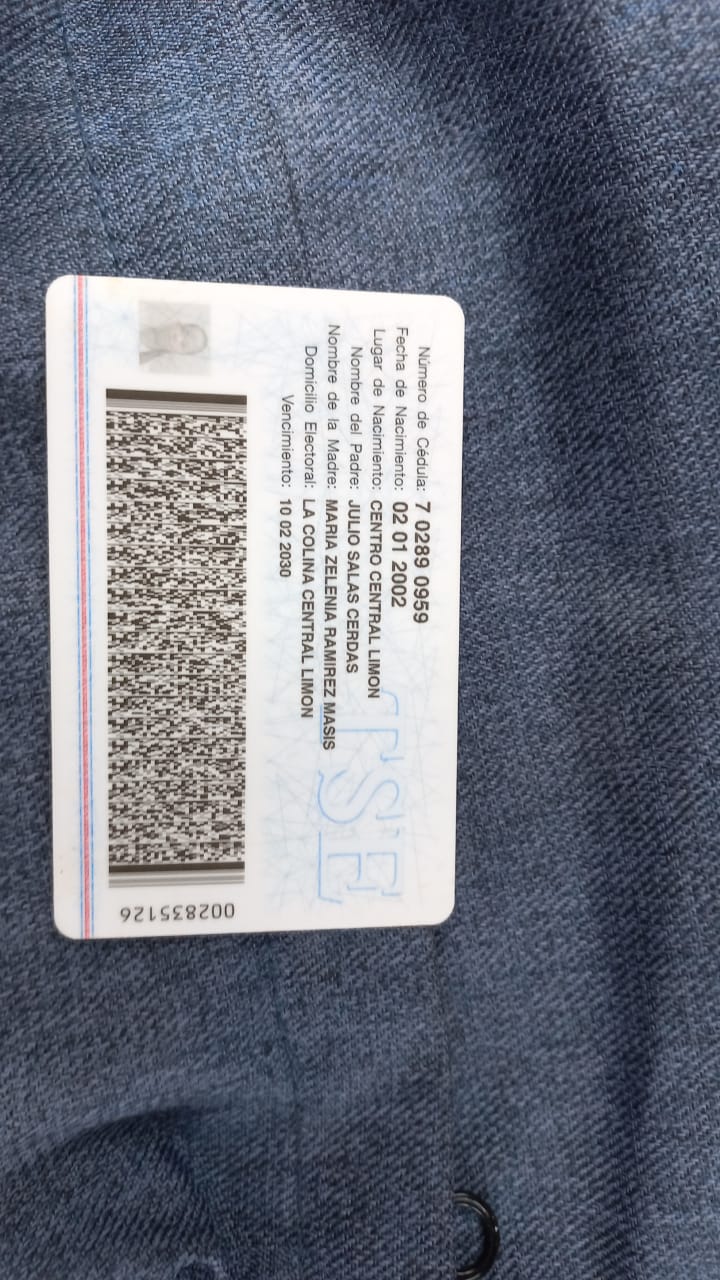 Número de Cédula: 7 0289 0959
Fecha de Nacimiento: 02 01 2002
Lugar de Nacimiento: CENTRO CENTRAL LIMON
Nombre del Padre: JULIO SALAS CERDAS
Nombre de la Madre: MARIA ZELENIA RAMIREZ MASIS
Domicilio Electoral: LA COLINA CENTRAL LIMON
Vencimiento: 10 02 2030
TSE
002835126